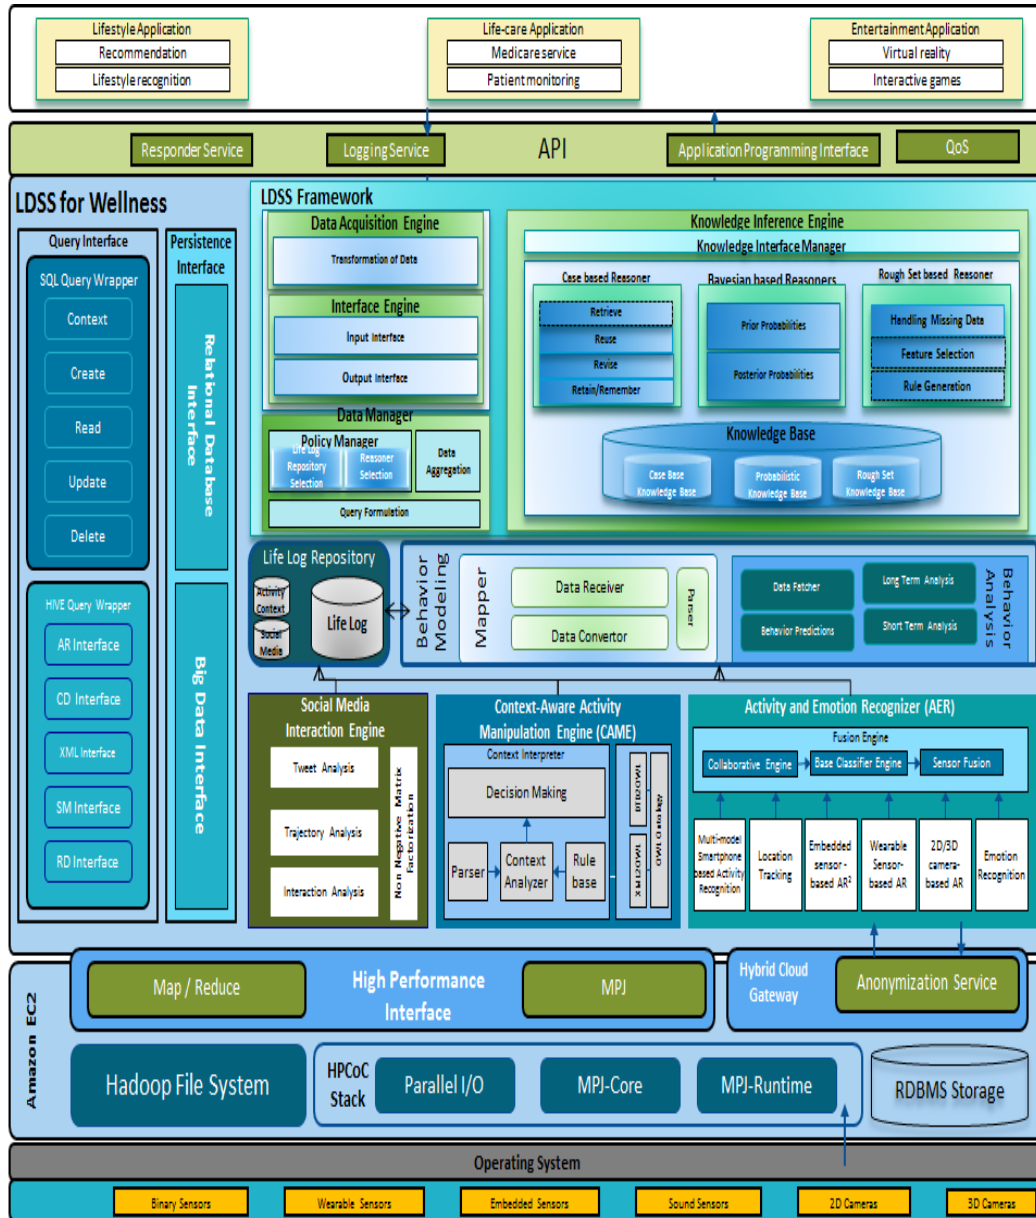 Lifestyle Application
Recommendation
Lifestyle recognition
Life-care Application
Medicare service
Patient monitoring
Entertainment Application
Virtual reality
Interactive games
Responder Service
Logging Service
API
Application Programming Interface
QoS
LDSS for Wellness
Query Interface
SQL Query Wrapper
Context
Create
Read
Update
Delete
HIVE Query Wrapper
AR Interface
CD Interface
XML Interface
SM Interface
RD Interface
Persistence
Interface
Relational Database
Interface
Big Data Interface
LDSS Framework
Data Acquisition Engine
Transformation of Data
Interface Engine
Input Interface
Output Interface
Data Manager
Policy Manager
Life Log
Repository
Selection
Reasoner
Selection
Data
Aggregation
Query Formulation
Knowledge Inference Engine
Knowledge Interface Manager
Case based Reasoner
Retrieve
Reuse
Revise
Retain/Remember
Bayesian based Reasoners
Prior Probabilities
Posterior Probabilities
Rough Set based Reasoner
Handling Missing Data
Feature Selection
Rule Generation
Knowledge Base
Case Base
Knowledge Base
Probabilistic
Knowledge Base
Rough Set
Knowledge Base
Life Log Repository
Activity
Context
Social
Media
Life Log
Behavior
Modeling
Mapper
Data Receiver
Data Convertor
Parser
Data Fatcher
Long Term Analysis
Behavior Predictions
Short Term Analysis
Behavior
Analysis
Social Media
Interaction Engine
Tweet Analysis
Trajectory Analysis
Interaction Analysis
Non Negative Matrix
Factorization
Context-Aware Activity
Manipulation Engine (CAME)
Context Interpreter
Decision Making
Parser
Context
Analyzer
Rule
base
XML2OWL
OWL Ontology
Activity and Emotion Recognizer (AER)
Fusion Engine
Collaborative Engine
Base Classifier Engine
Sensor Fusion
Multi-model
Smartphone
based Activity
Recognition
Location
Tracking
Embedded
sensor -
based AR²
Wearable
Sensor-
based AR
2D/3D
camera-
based AR
Emotion
Recognition
Amazon EC2
Map / Reduce
High Performance
Interface
MPJ
Hybrid Cloud
Gateway
Anonymization Service
Hadoop File System
HPCoC
Stack
Parallel I/O
MPJ-Core
MPJ-Runtime
RDBMS Storage
Operating System
Binary Sensors
Wearable Sensors
Embedded Sensors
Sound Sensors
2D Cameras
3D Cameras